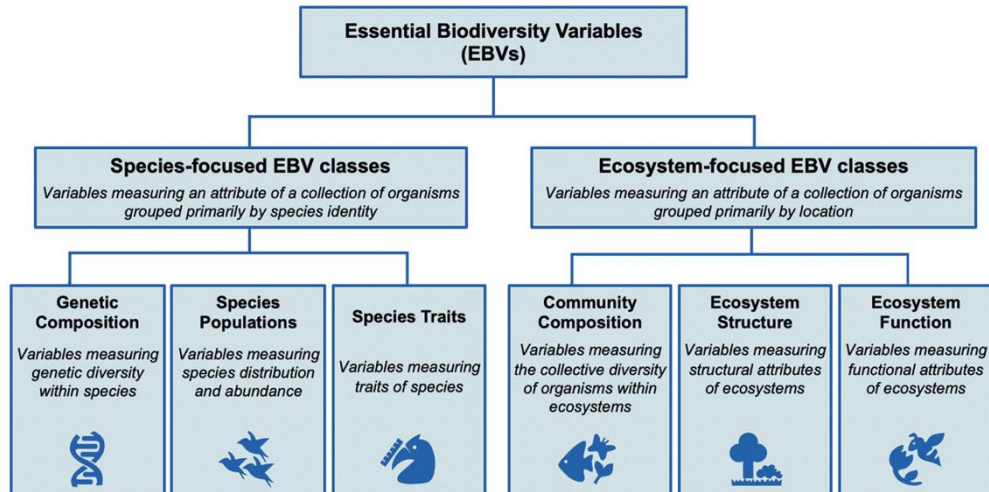 Essential Biodiversity Variables
(EBVs)
Species-focused EBV classes
Variables measuring an attribute of a collection of organisms
grouped primarily by species identity
Ecosystem-focused EBV classes
Variables measuring an attribute of a collection of organisms
grouped primarily by location
Genetic
Composition
Variables measuring
genetic diversity
within species
Species
Populations
Variables measuring
species distribution
and abundance
Species Traits
Variables measuring
traits of species
Community
Composition
Variables measuring
the collective diversity
of organisms within
ecosystems
Ecosystem
Structure
Variables measuring
structural attributes
of ecosystems
Ecosystem
Function
Variables measuring
functional attributes
of ecosystems